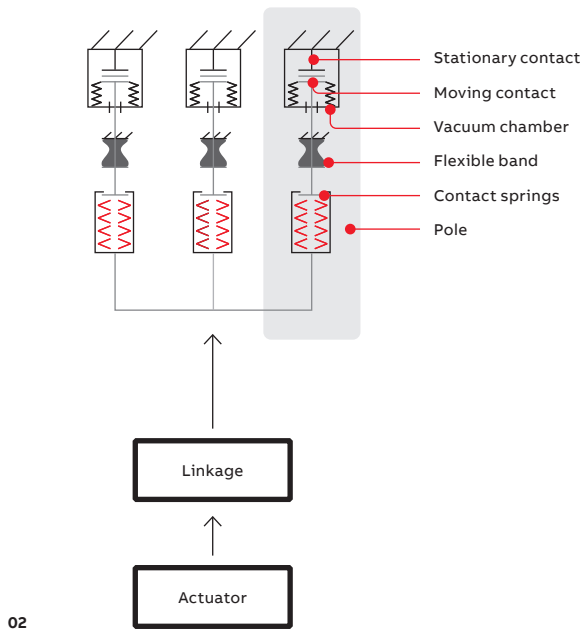 Stationary contact
Moving contact
Vacuum chamber
Flexible band
Contact springs
Pole
Linkage
Actuator
02